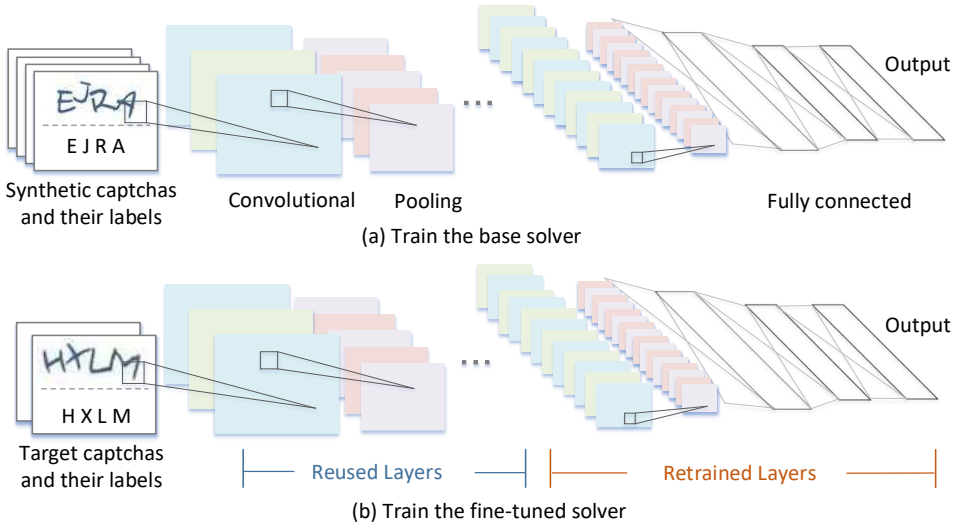 EJRA
E J R A
Synthetic captchas
and their labels
Convolutional
Pooling
...
Fully connected
Output
(a) Train the base solver
HXLM
H X L M
Target captchas
and their labels
...
Output
Reused Layers
Retrained Layers
(b) Train the fine-tuned solver